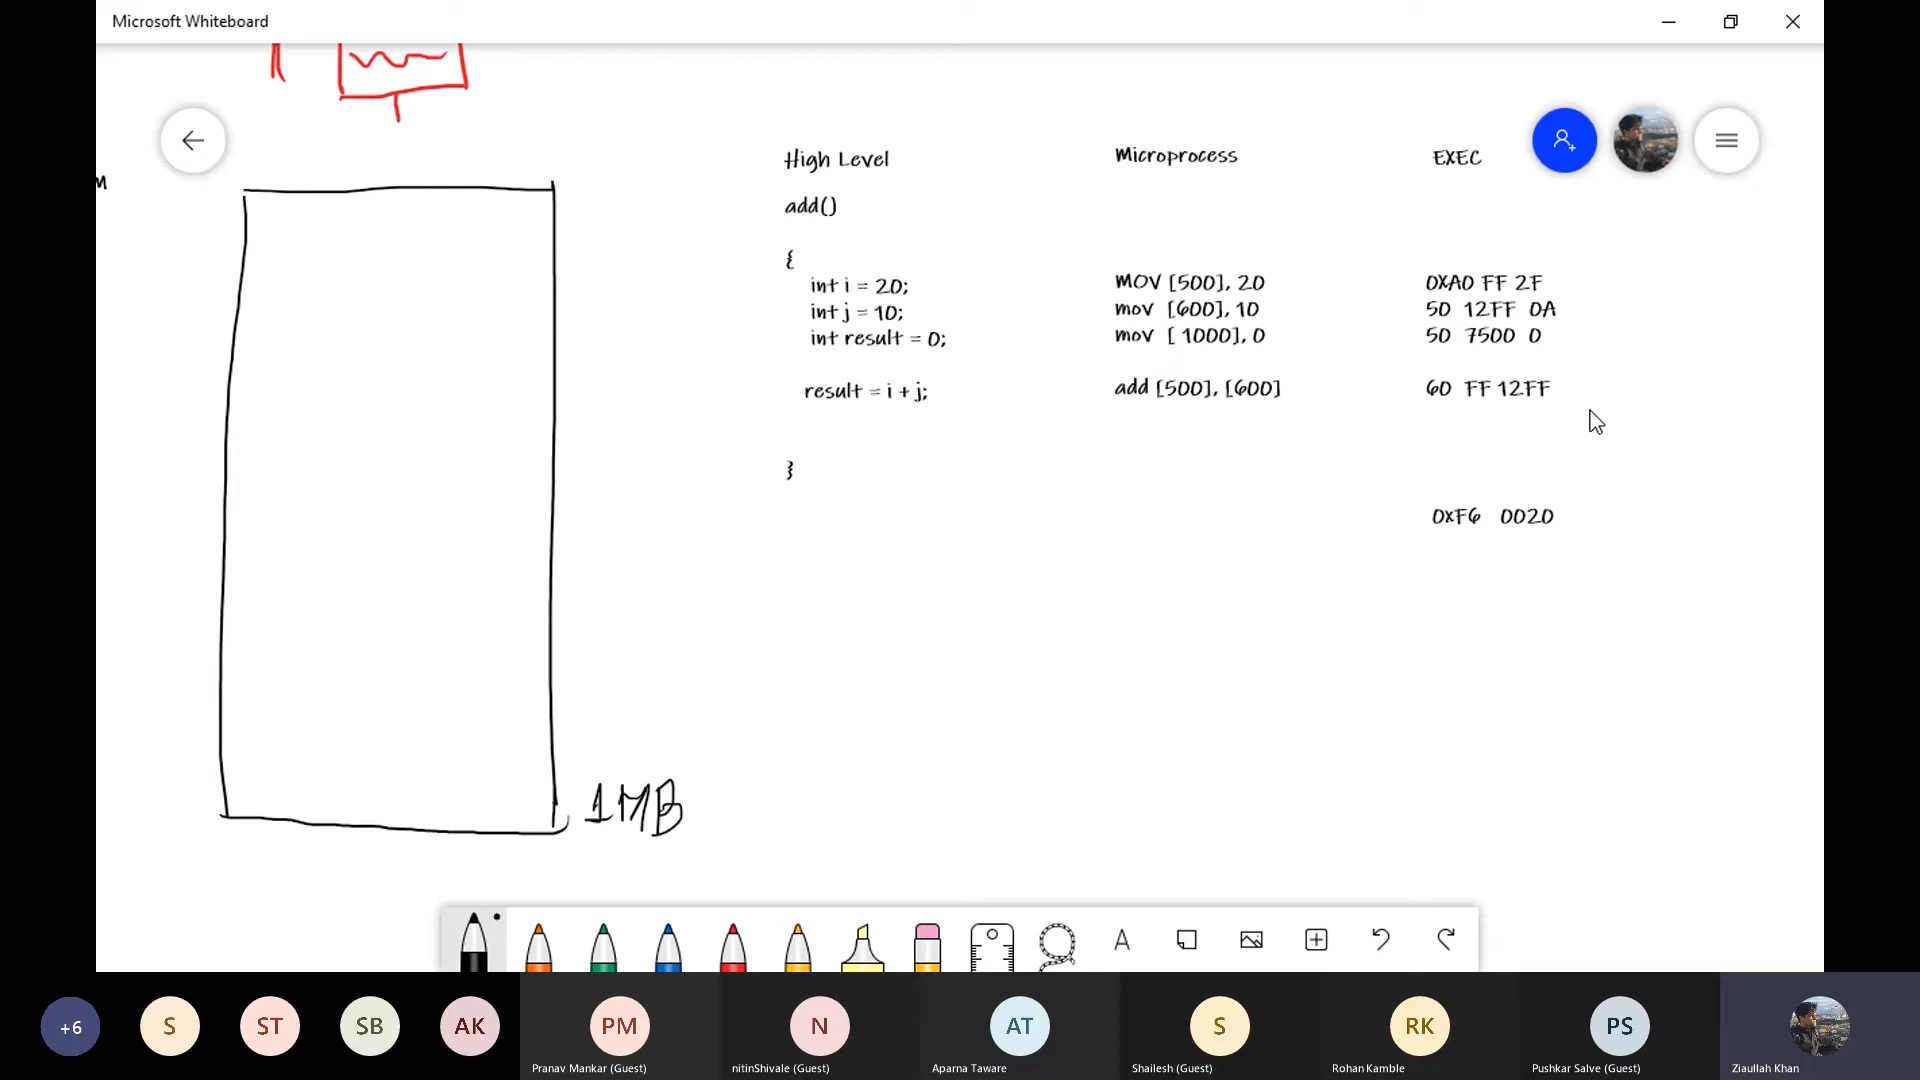 Microsoft Whiteboard
High Level
Microprocess
EXEC
add()
{
int i = 20;
MOV [500], 20
0XA0 FF 2F
int j = 10;
mov [600], 10
50 12FF 0A
int result = 0;
mov [ 1000], 0
50 7500 0
result = i + j;
add [500], [600]
60 FF 12FF
}
0XF6 0020
1MB
A
+6
S
ST
SB
AK
PM
N
AT
S
RK
PS
Pranav Mankar (Guest)
nitinShivale (Guest)
Aparna Taware
Shailesh (Guest)
Rohan Kamble
Pushkar Salve (Guest)
Ziaullah Khan